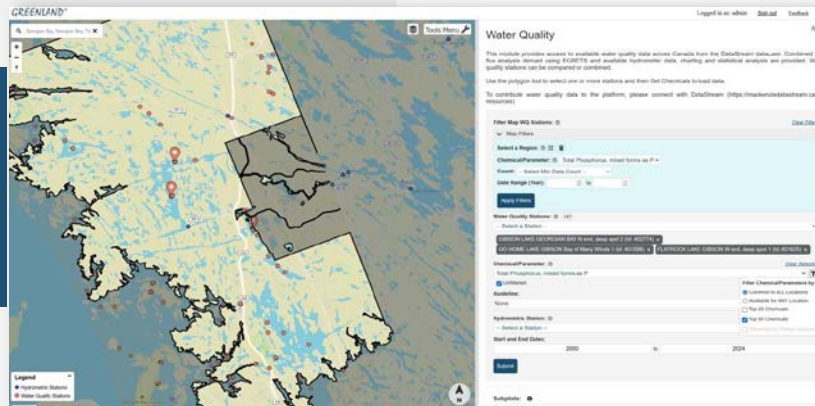 GREENLAND
Logged in as: admin Sign out Feedback
Georgian Bay, Georgian Bay, To
Tools Menu
Water Quality
This module provides access to available water quality data across Canada from the DataStream database. Combined
flux analysis derived using EGRETS and available hydrometric data, charting and statistical analysis are provided.
quality stations can be compared or combined.
Use the polygon tool to select one or more stations and then Get Chemicals to load data.
To contribute water quality data to the platform, please connect with DataStream (https://mackenziedatastream.ca
resources)
Filter Map WQ Stations:
Map Filters
Select a Region:
Chemical/Parameter: Total Phosphorus, mixed forms as P
Count: - Select Min Data Count -
Date Range (Year): to
Apply Filters
Water Quality Stations:
- Select a Station -
GIBSON LAKE GEORGIAN BAY N end, deep spot 2
GO HOME LAKE GIBSON Bay of Many Winds 1
FLATROCK LAKE GIBSON W end, deep spot 1
Chemical/Parameter:
Total Phosphorus, mixed forms as P
Unfiltered
Filter Chemical/Parameters by
Common to ALL Locations
Available for ANY Location
Top 20 Chemicals
Top 50 Chemicals
Guideline:
None
Hydrometric Station:
- Select a Station -
Start and End Dates:
2000 to 2024
Submit
Subplots:
Legend
Hydrometric Stations
Water Quality Stations
N